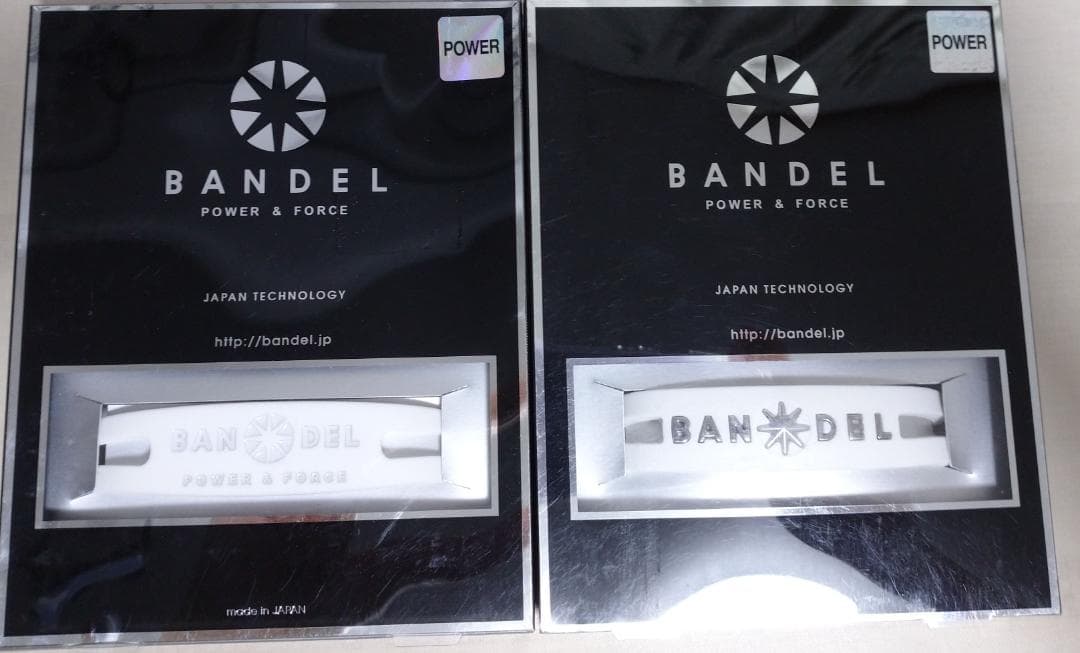 POWER
BANDEL
POWER & FORCE
JAPAN TECHNOLOGY
http://bandel.jp
BAN DEL
POWER & FORCE
made in JAPAN
POWER
BANDEL
POWER & FORCE
JAPAN TECHNOLOGY
http://bandel.jp
BAN DEL